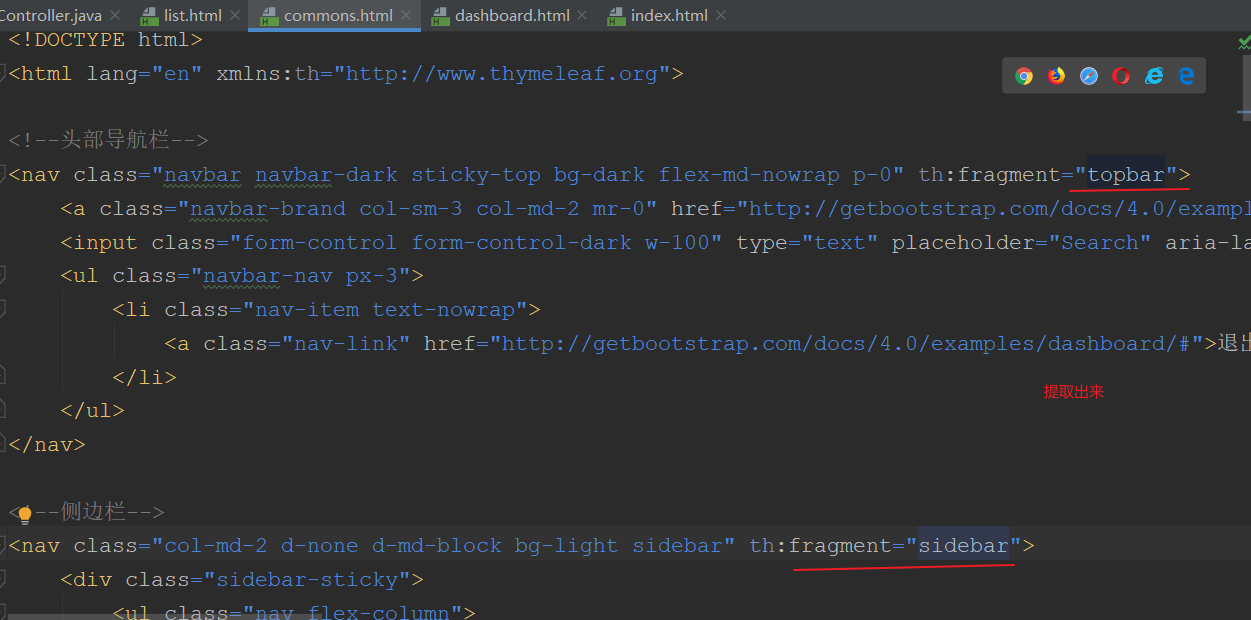 Controller.java list.html commons.html dashboard.html index.html
<!DOCTYPE html>
<html lang="en" xmlns:th="http://www.thymeleaf.org">
<!--头部导航栏-->
<nav class="navbar navbar-dark sticky-top bg-dark flex-md-nowrap p-0" th:fragment="topbar">
<a class="navbar-brand col-sm-3 col-md-2 mr-0" href="http://getbootstrap.com/docs/4.0/exampl
<input class="form-control form-control-dark w-100" type="text" placeholder="Search" aria-la
<ul class="navbar-nav px-3">
<li class="nav-item text-nowrap">
<a class="nav-link" href="http://getbootstrap.com/docs/4.0/examples/dashboard/#">退出
</li>
提取出来
</ul>
</nav>
<!--侧边栏-->
<nav class="col-md-2 d-none d-md-block bg-light sidebar" th:fragment="sidebar">
<div class="sidebar-sticky">
<ul class="nav flex-column">